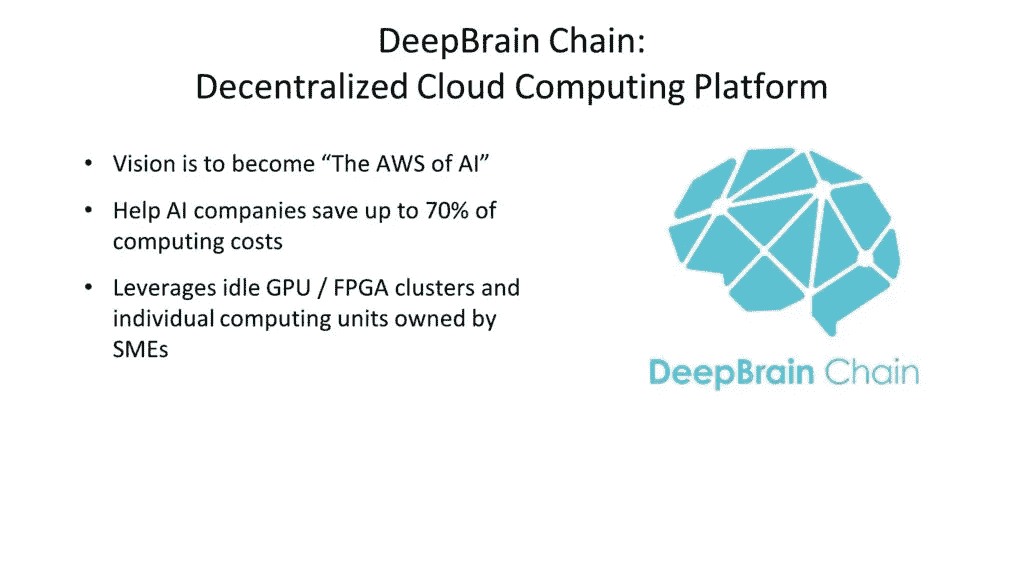 DeepBrain Chain:
Decentralized Cloud Computing Platform
• Vision is to become “The AWS of AI”
• Help AI companies save up to 70% of
computing costs
• Leverages idle GPU / FPGA clusters and
individual computing units owned by
SMEs
DeepBrain Chain